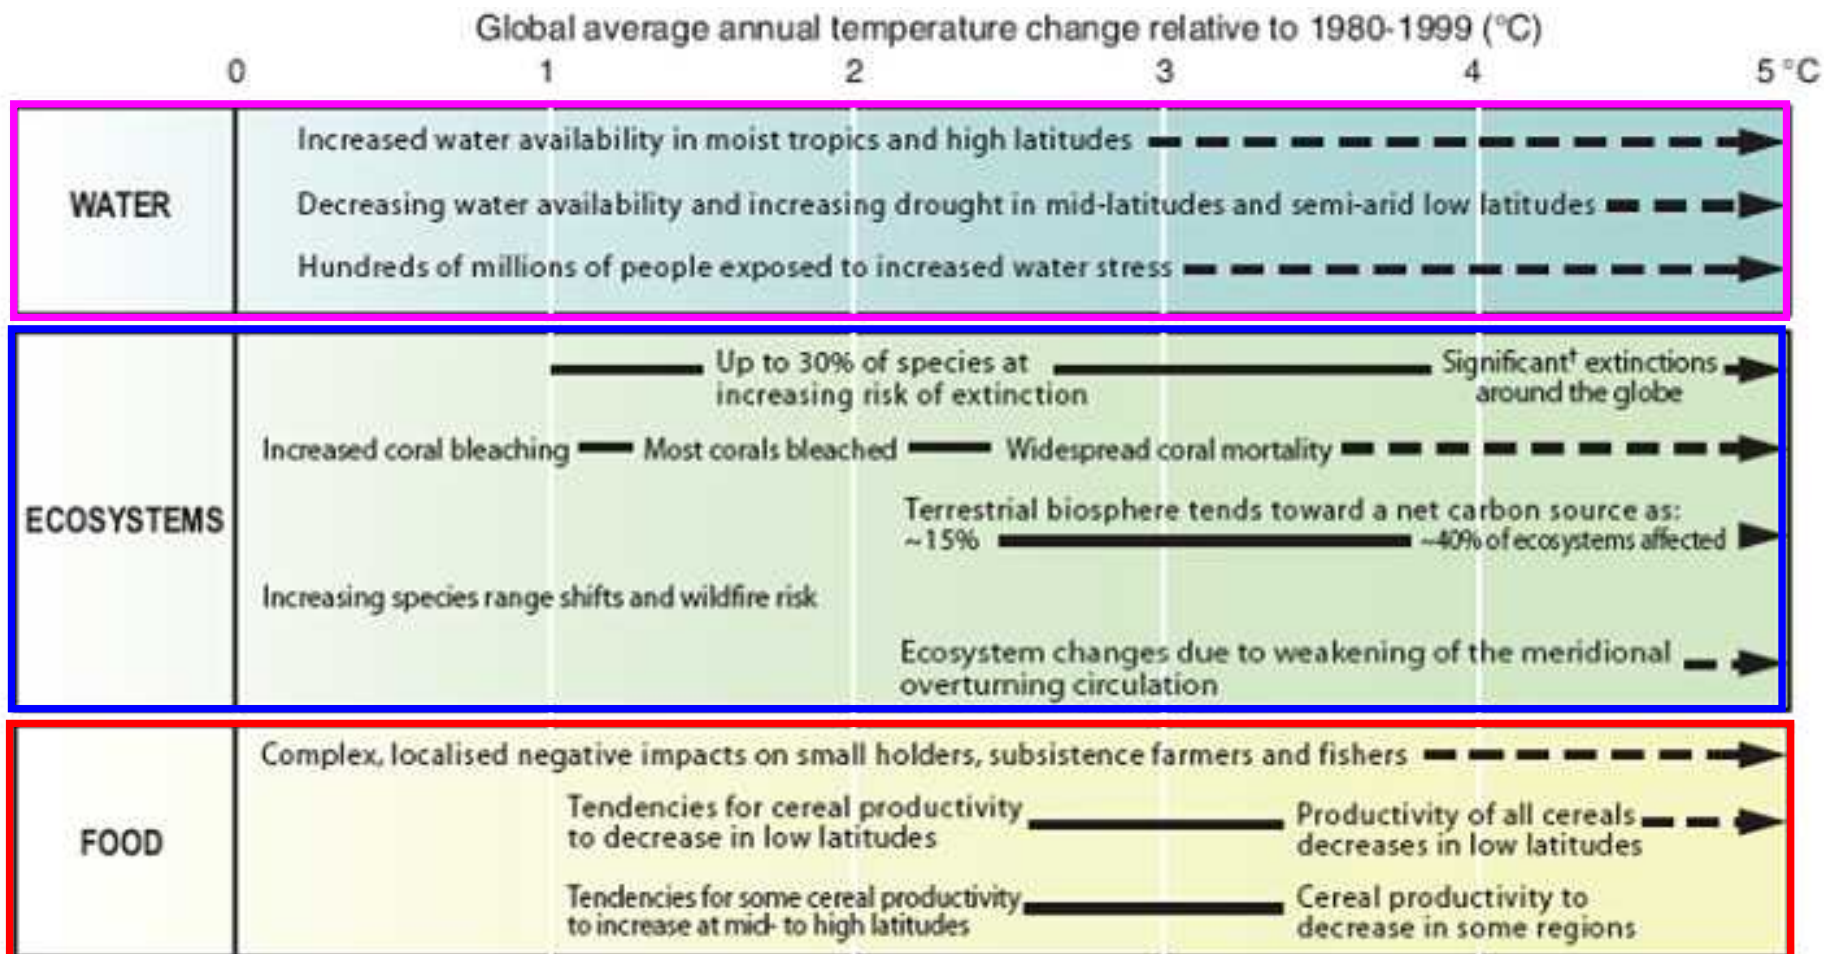 Global average annual temperature change relative to 1980-1999 (°C)
0 1 2 3 4 5 °C
WATER
Increased water availability in moist tropics and high latitudes
Decreasing water availability and increasing drought in mid-latitudes and semi-arid low latitudes
Hundreds of millions of people exposed to increased water stress
ECOSYSTEMS
Up to 30% of species at
increasing risk of extinction
Significant† extinctions
around the globe
Increased coral bleaching Most corals bleached Widespread coral mortality
Terrestrial biosphere tends toward a net carbon source as:
~15% ~40% of ecosystems affected
Increasing species range shifts and wildfire risk
Ecosystem changes due to weakening of the meridional
overturning circulation
FOOD
Complex, localised negative impacts on small holders, subsistence farmers and fishers
Tendencies for cereal productivity
to decrease in low latitudes
Productivity of all cereals
decreases in low latitudes
Tendencies for some cereal productivity
to increase at mid- to high latitudes
Cereal productivity to
decrease in some regions